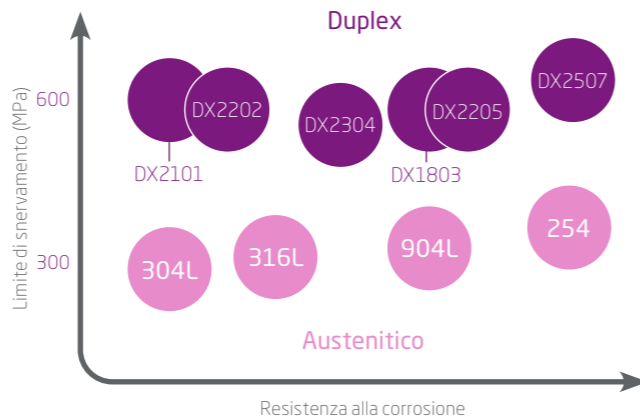 Duplex
Limite di snervamento (MPa)
600
DX2202
DX2304
DX2205
DX2507
DX2101
DX1803
300
304L
316L
904L
254
Austenitico
Resistenza alla corrosione